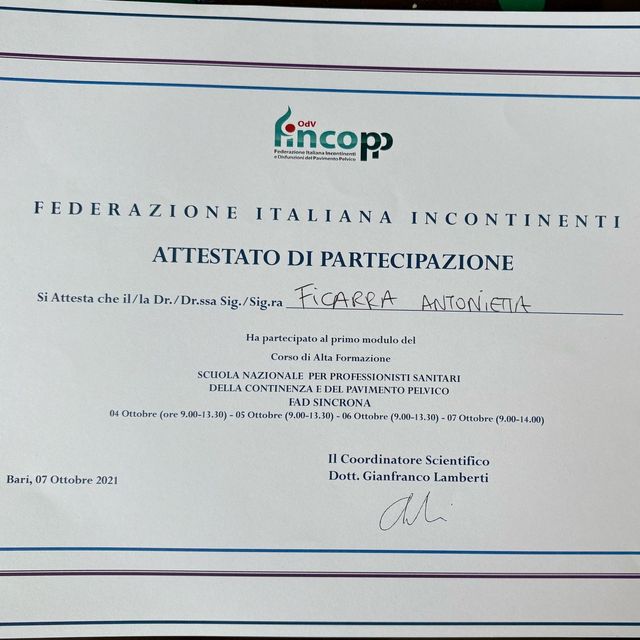 OdV
Fincopp
Federazione Italiana Incontinenti
e Disfunzioni del Pavimento Pelvico
FEDERAZIONE ITALIANA INCONTINENTI
ATTESTATO DI PARTECIPAZIONE
Si Attesta che il/la Dr./Dr.ssa Sig./Sig.ra FICARRA ANTONIETTA
Ha partecipato al primo modulo del
Corso di Alta Formazione
SCUOLA NAZIONALE PER PROFESSIONISTI SANITARI
DELLA CONTINENZA E DEL PAVIMENTO PELVICO
FAD SINCRONA
04 Ottobre (ore 9.00-13.30) - 05 Ottobre (9.00-13.30) - 06 Ottobre (9.00-13.30) - 07 Ottobre (9.00-14.00)
Il Coordinatore Scientifico
Dott. Gianfranco Lamberti
Bari, 07 Ottobre 2021